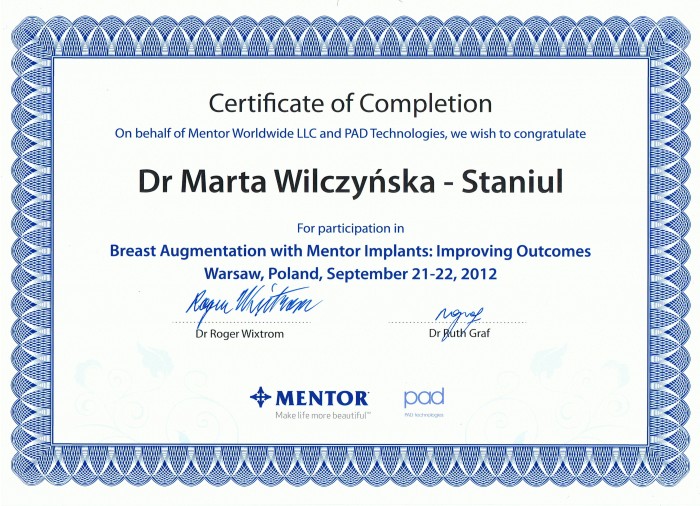 Certificate of Completion
On behalf of Mentor Worldwide LLC and PAD Technologies, we wish to congratulate
Dr Marta Wilczyńska - Staniul
For participation in
Breast Augmentation with Mentor Implants: Improving Outcomes
Warsaw, Poland, September 21-22, 2012
Roger Wixtrom
Dr Roger Wixtrom Dr Ruth Graf
MENTOR pad
Make life more beautiful™ PAD Technologies